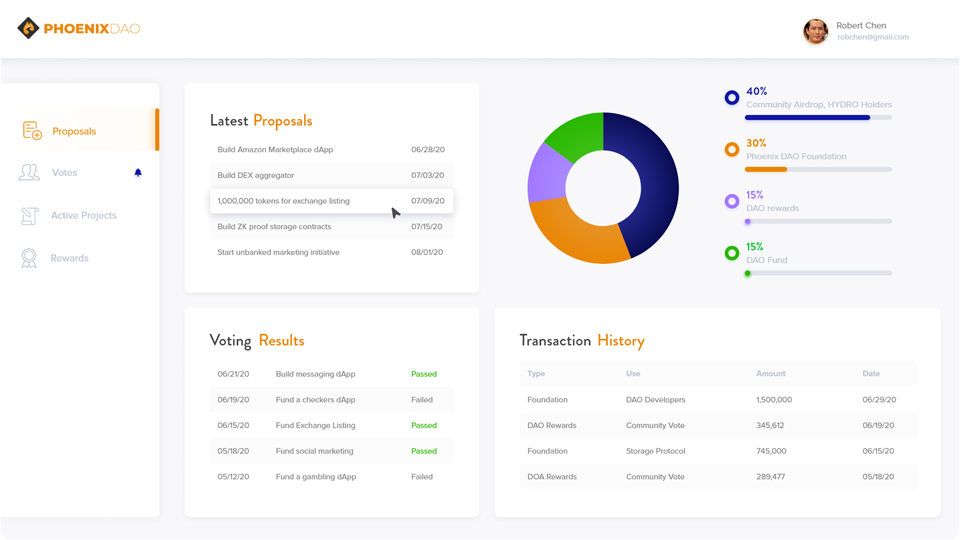 PHOENIXDAO
Robert Chen
robchen@gmail.com
Proposals
Votes
Active Projects
Rewards
Latest Proposals
Build Amazon Marketplace dApp 06/28/20
Build DEX aggregator 07/03/20
1,000,000 tokens for exchange listing 07/09/20
Build ZK proof storage contracts 07/15/20
Start unbanked marketing initiative 08/01/20
40%
Community Airdrop, HYDRO Holders
30%
Phoenix DAO Foundation
15%
DAO rewards
15%
DAO Fund
Voting Results
06/21/20 Build messaging dApp Passed
06/19/20 Fund a checkers dApp Failed
06/15/20 Fund Exchange Listing Passed
05/18/20 Fund social marketing Passed
05/12/20 Fund a gambling dApp Failed
Transaction History
Type Use Amount Date
Foundation DAO Developers 1,500,000 06/29/20
DAO Rewards Community Vote 345,612 06/19/20
Foundation Storage Protocol 745,000 06/15/20
DOA Rewards Community Vote 289,477 05/18/20